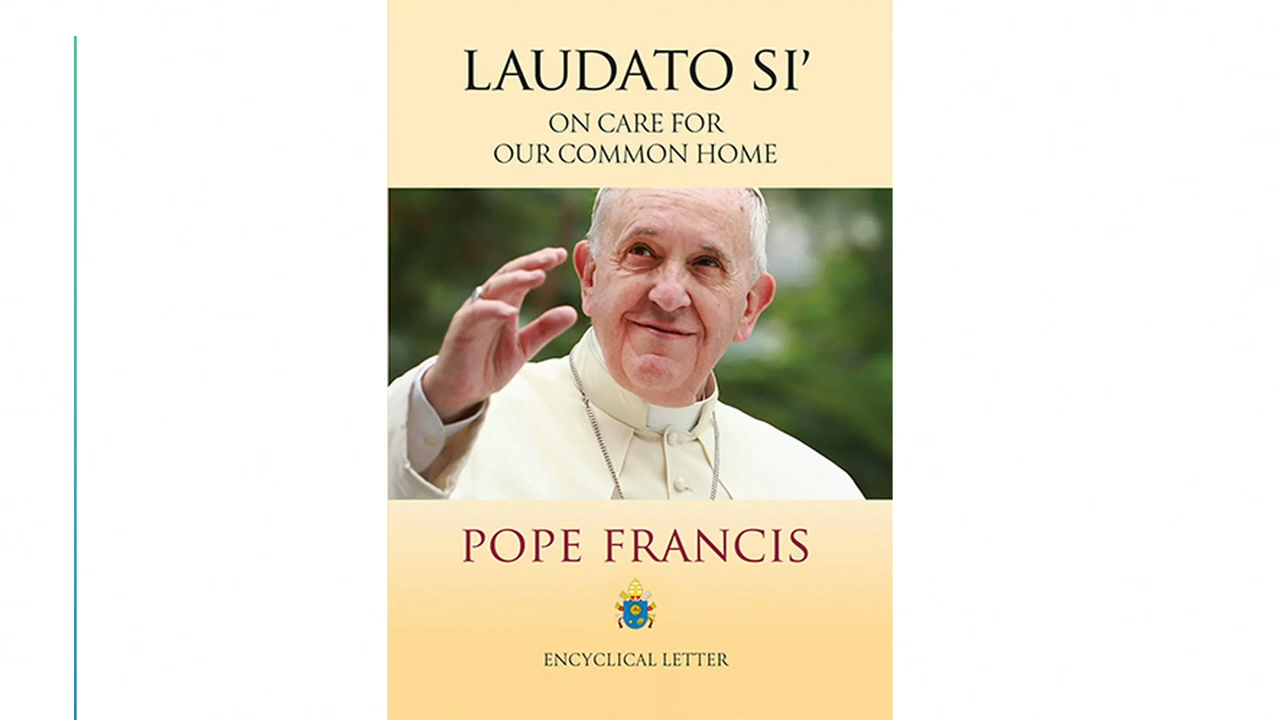 LAUDATO SI’
ON CARE FOR
OUR COMMON HOME
POPE FRANCIS
ENCYCLICAL LETTER